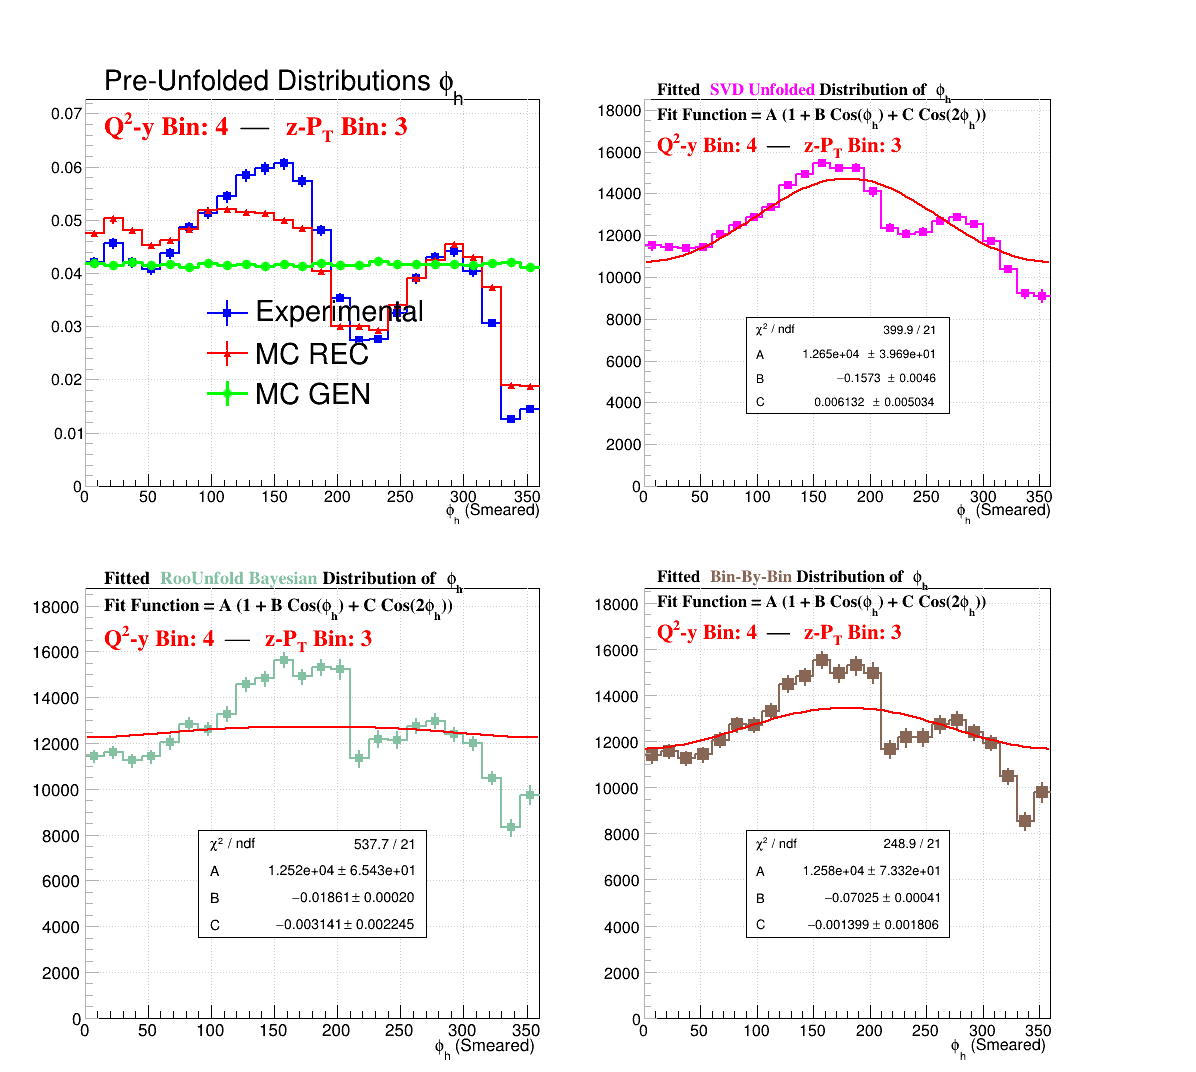 Pre-Unfolded Distributions ϕh
Q²-y Bin: 4 — z-PT Bin: 3
0.07
0.06
0.05
0.04
0.03
0.02
0.01
0
Experimental
MC REC
MC GEN
0 50 100 150 200 250 300 350
ϕh (Smeared)
Fitted SVD Unfolded Distribution of ϕh
Fit Function = A (1 + B Cos(ϕh) + C Cos(2ϕh))
Q²-y Bin: 4 — z-PT Bin: 3
18000
16000
14000
12000
10000
8000
6000
4000
2000
0
χ² / ndf 399.9 / 21
A 1.265e+04 ± 3.969e+01
B −0.1573 ± 0.0046
C 0.006132 ± 0.005034
0 50 100 150 200 250 300 350
ϕh (Smeared)
Fitted RooUnfold Bayesian Distribution of ϕh
Fit Function = A (1 + B Cos(ϕh) + C Cos(2ϕh))
Q²-y Bin: 4 — z-PT Bin: 3
18000
16000
14000
12000
10000
8000
6000
4000
2000
0
χ² / ndf 537.7 / 21
A 1.252e+04 ± 6.543e+01
B −0.01861 ± 0.00020
C −0.003141 ± 0.002245
0 50 100 150 200 250 300 350
ϕh (Smeared)
Fitted Bin-By-Bin Distribution of ϕh
Fit Function = A (1 + B Cos(ϕh) + C Cos(2ϕh))
Q²-y Bin: 4 — z-PT Bin: 3
18000
16000
14000
12000
10000
8000
6000
4000
2000
0
χ² / ndf 248.9 / 21
A 1.258e+04 ± 7.332e+01
B −0.07025 ± 0.00041
C −0.001399 ± 0.001806
0 50 100 150 200 250 300 350
ϕh (Smeared)